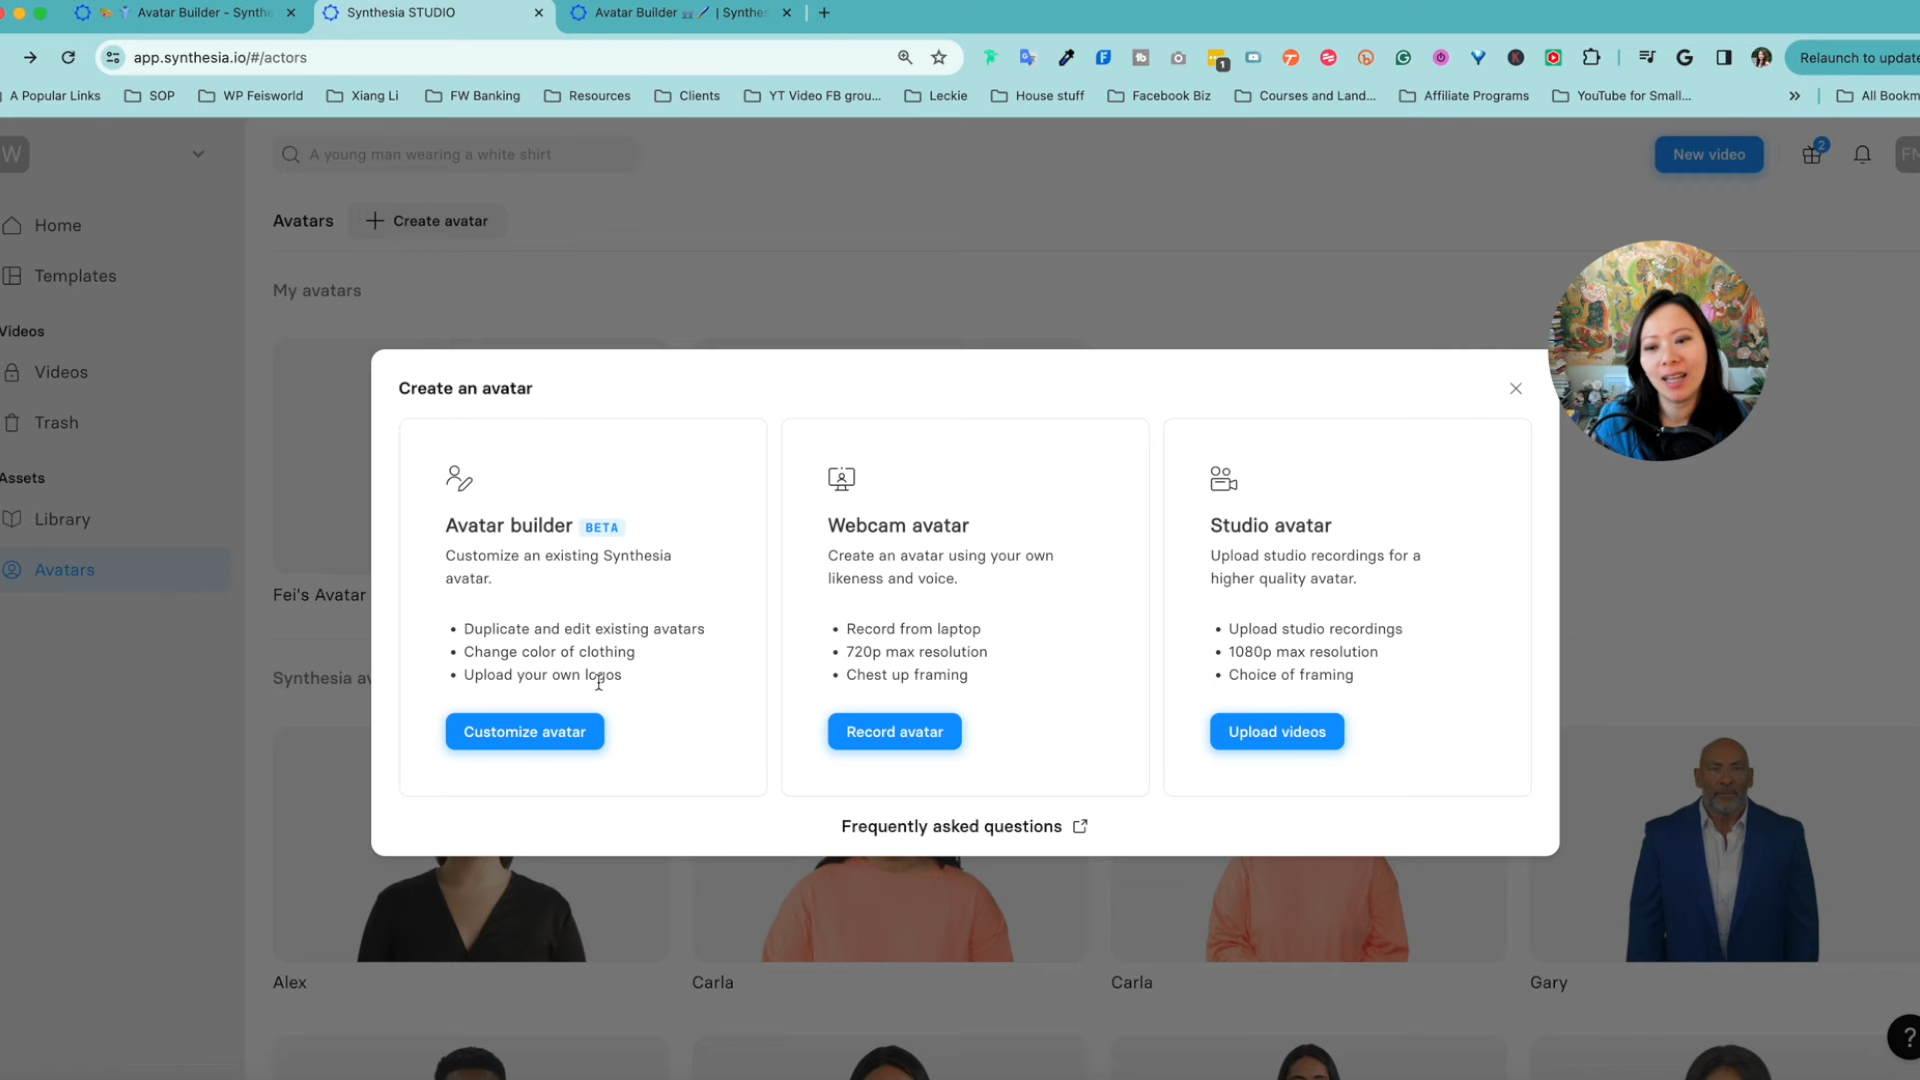 Avatar Builder - Synthe
Synthesia STUDIO
Avatar Builder
| Synthes
app.synthesia.io/#/actors
1
Relaunch to update
A Popular Links
SOP
WP Feisworld
Xiang Li
FW Banking
Resources
Clients
YT Video FB grou...
Leckie
House stuff
Facebook Biz
Courses and Land...
Affiliate Programs
YouTube for Small...
»
All Bookm
W
A young man wearing a white shirt
New video
2
FM
Home
Avatars
Create avatar
Templates
My avatars
Videos
Videos
Trash
Assets
Library
Avatars
Fei's Avatar
Synthesia av
Create an avatar
Avatar builder BETA
Customize an existing Synthesia
avatar.
• Duplicate and edit existing avatars
• Change color of clothing
• Upload your own logos
Customize avatar
Webcam avatar
Create an avatar using your own
likeness and voice.
• Record from laptop
• 720p max resolution
• Chest up framing
Record avatar
Studio avatar
Upload studio recordings for a
higher quality avatar.
• Upload studio recordings
• 1080p max resolution
• Choice of framing
Upload videos
Frequently asked questions
Alex
Carla
Carla
Gary
?